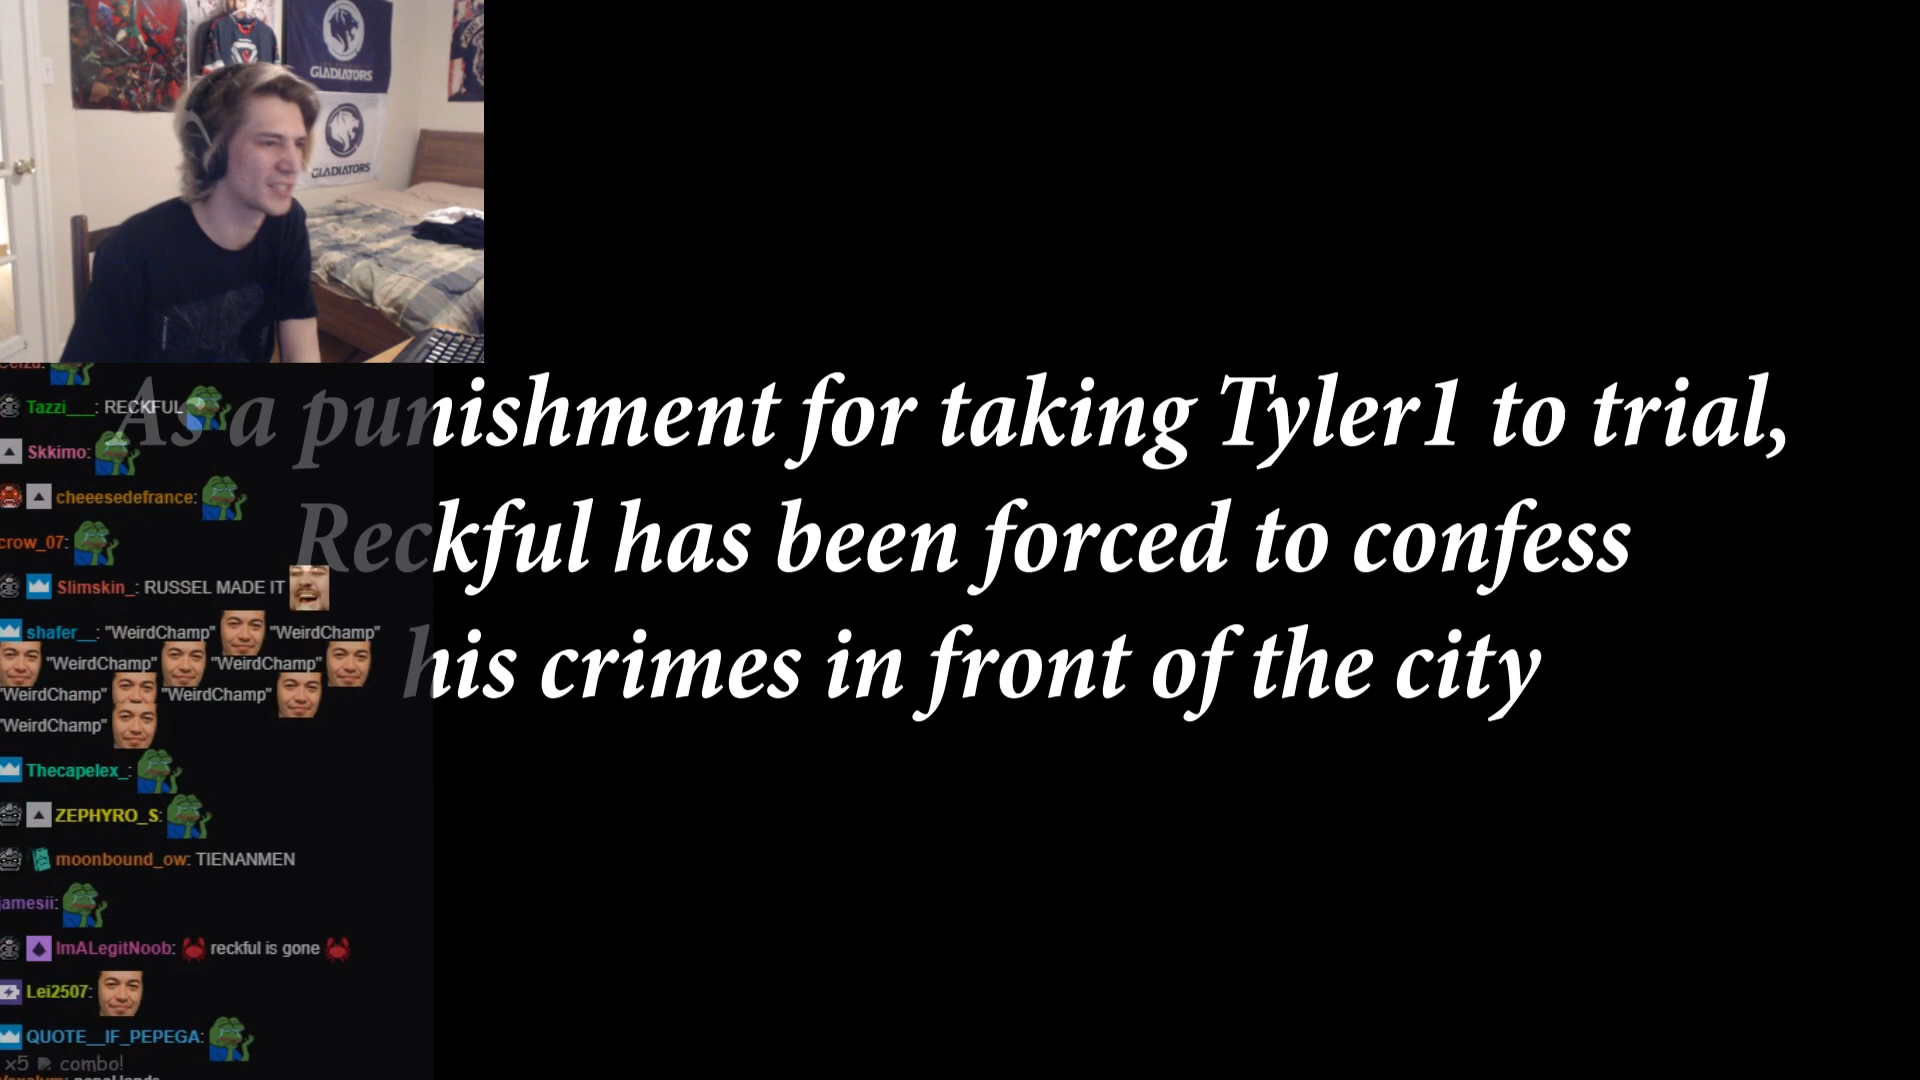 GLADIATORS
GLADIATORS
As a punishment for taking Tyler1 to trial,
Reckful has been forced to confess
his crimes in front of the city
Tazzi___: RECKFUL
Skkimo:
cheeesedefrance:
crow_07:
Slimskin_: RUSSEL MADE IT
shafer__: "WeirdChamp" "WeirdChamp"
"WeirdChamp" "WeirdChamp"
"WeirdChamp" "WeirdChamp"
"WeirdChamp"
Thecapelex_:
ZEPHYRO_S:
moonbound_ow: TIENANMEN
jamesii:
ImALegitNoob: reckful is gone
Lei2507:
QUOTE__IF_PEPEGA:
x5 combo!